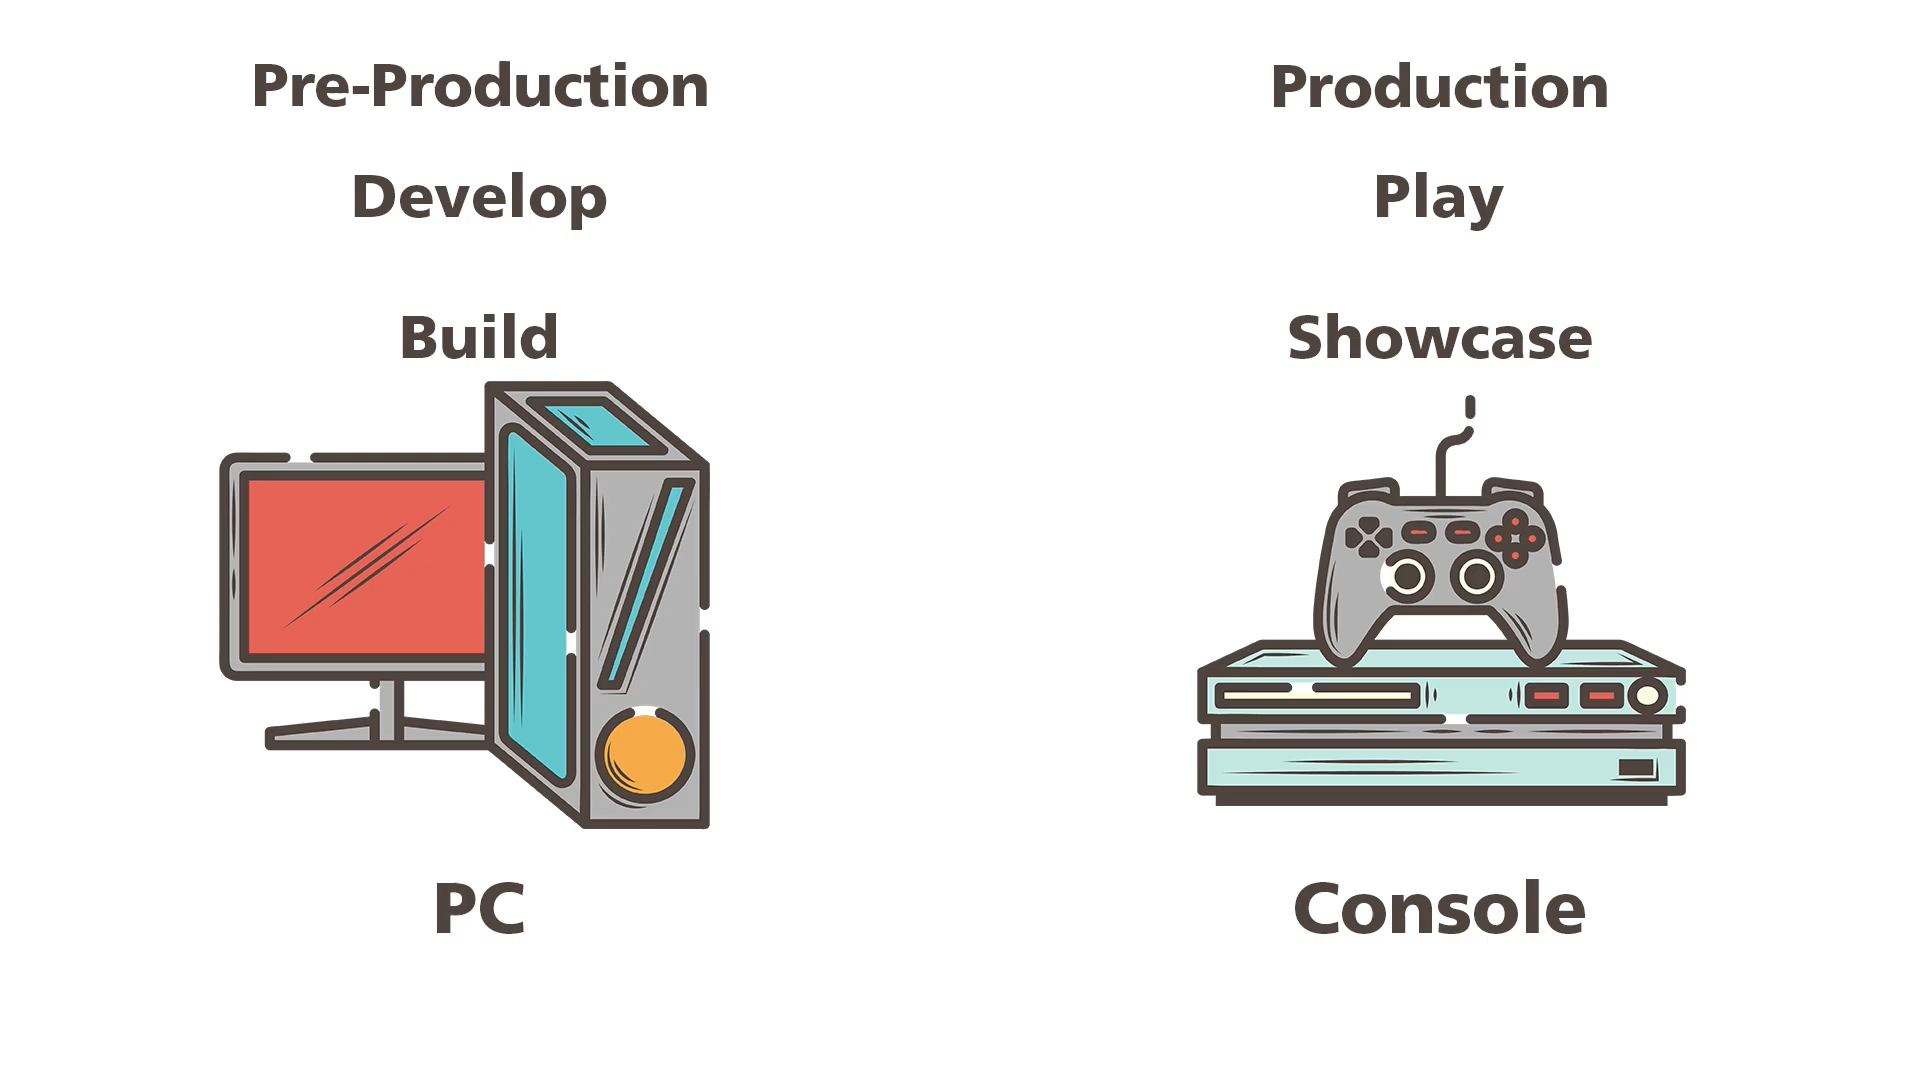 Pre-Production
Develop
Build
PC
Production
Play
Showcase
Console